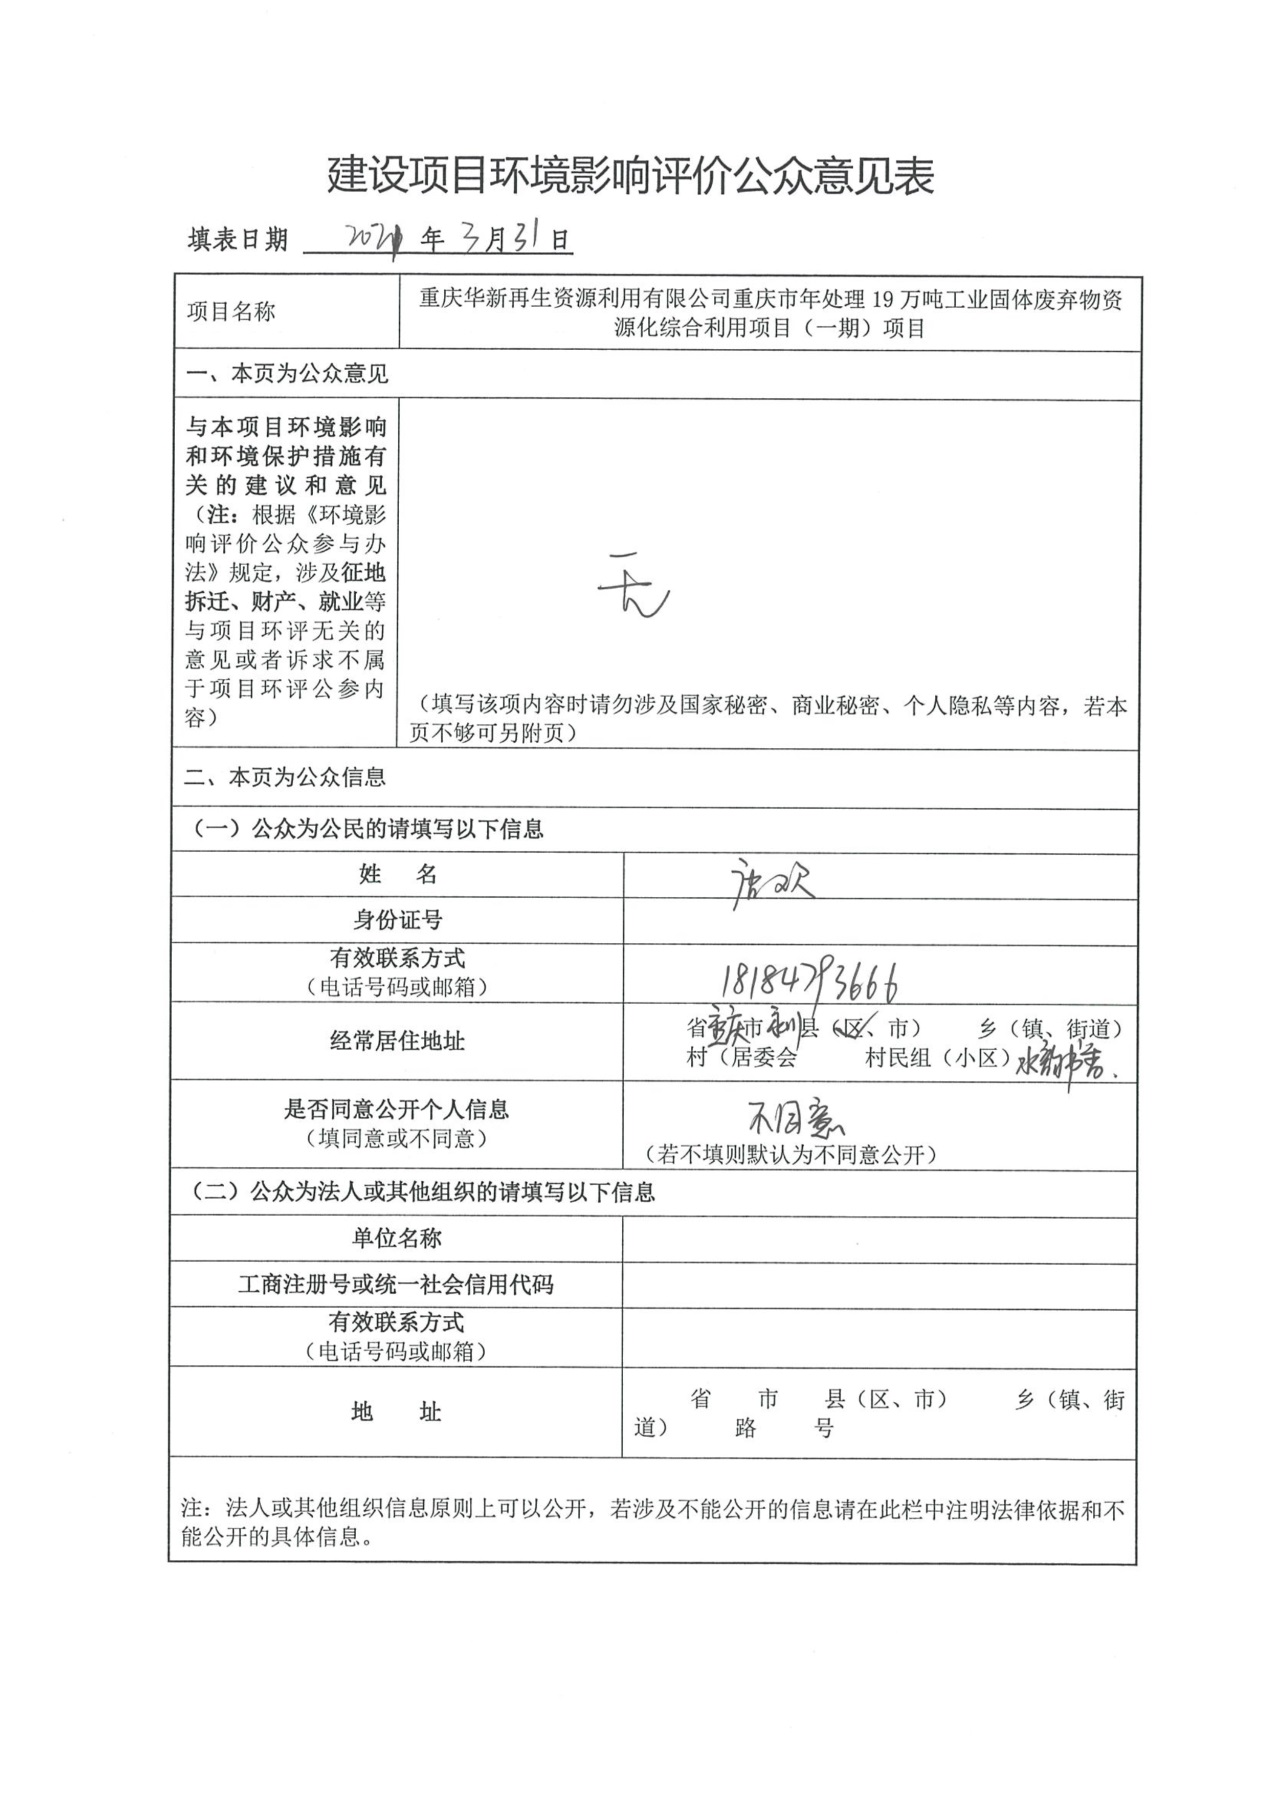 建设项目环境影响评价公众意见表
填表日期 2021 年 3 月 31 日
项目名称
重庆华新再生资源利用有限公司重庆市年处理 19 万吨工业固体废弃物资
源化综合利用项目（一期）项目
一、本页为公众意见
与本项目环境影响
和环境保护措施有
关的建议和意见
（注：根据《环境影
响评价公众参与办
法》规定，涉及征地
拆迁、财产、就业等
与项目环评无关的
意见或者诉求不属
于项目环评公参内
容）
无
（填写该项内容时请勿涉及国家秘密、商业秘密、个人隐私等内容，若本
页不够可另附页）
二、本页为公众信息
（一）公众为公民的请填写以下信息
姓 名
身份证号
有效联系方式
（电话号码或邮箱）
18184793666
经常居住地址
省重庆市永川县（区、市） 乡（镇、街道）
村（居委会 村民组（小区）
是否同意公开个人信息
（填同意或不同意）
不同意
（若不填则默认为不同意公开）
（二）公众为法人或其他组织的请填写以下信息
单位名称
工商注册号或统一社会信用代码
有效联系方式
（电话号码或邮箱）
地 址
省 市 县（区、市） 乡（镇、街
道） 路 号
注：法人或其他组织信息原则上可以公开，若涉及不能公开的信息请在此栏中注明法律依据和不
能公开的具体信息。